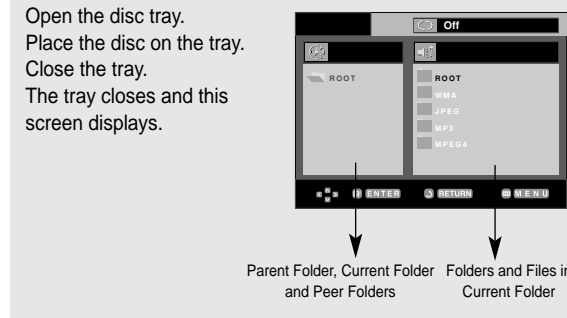 Open the disc tray.
Place the disc on the tray.
Close the tray.
The tray closes and this
screen displays.
Off
ROOT
ROOT
WMA
JPEG
MP3
MPEG4
ENTER RETURN MENU
Parent Folder, Current Folder
and Peer Folders
Folders and Files in
Current Folder